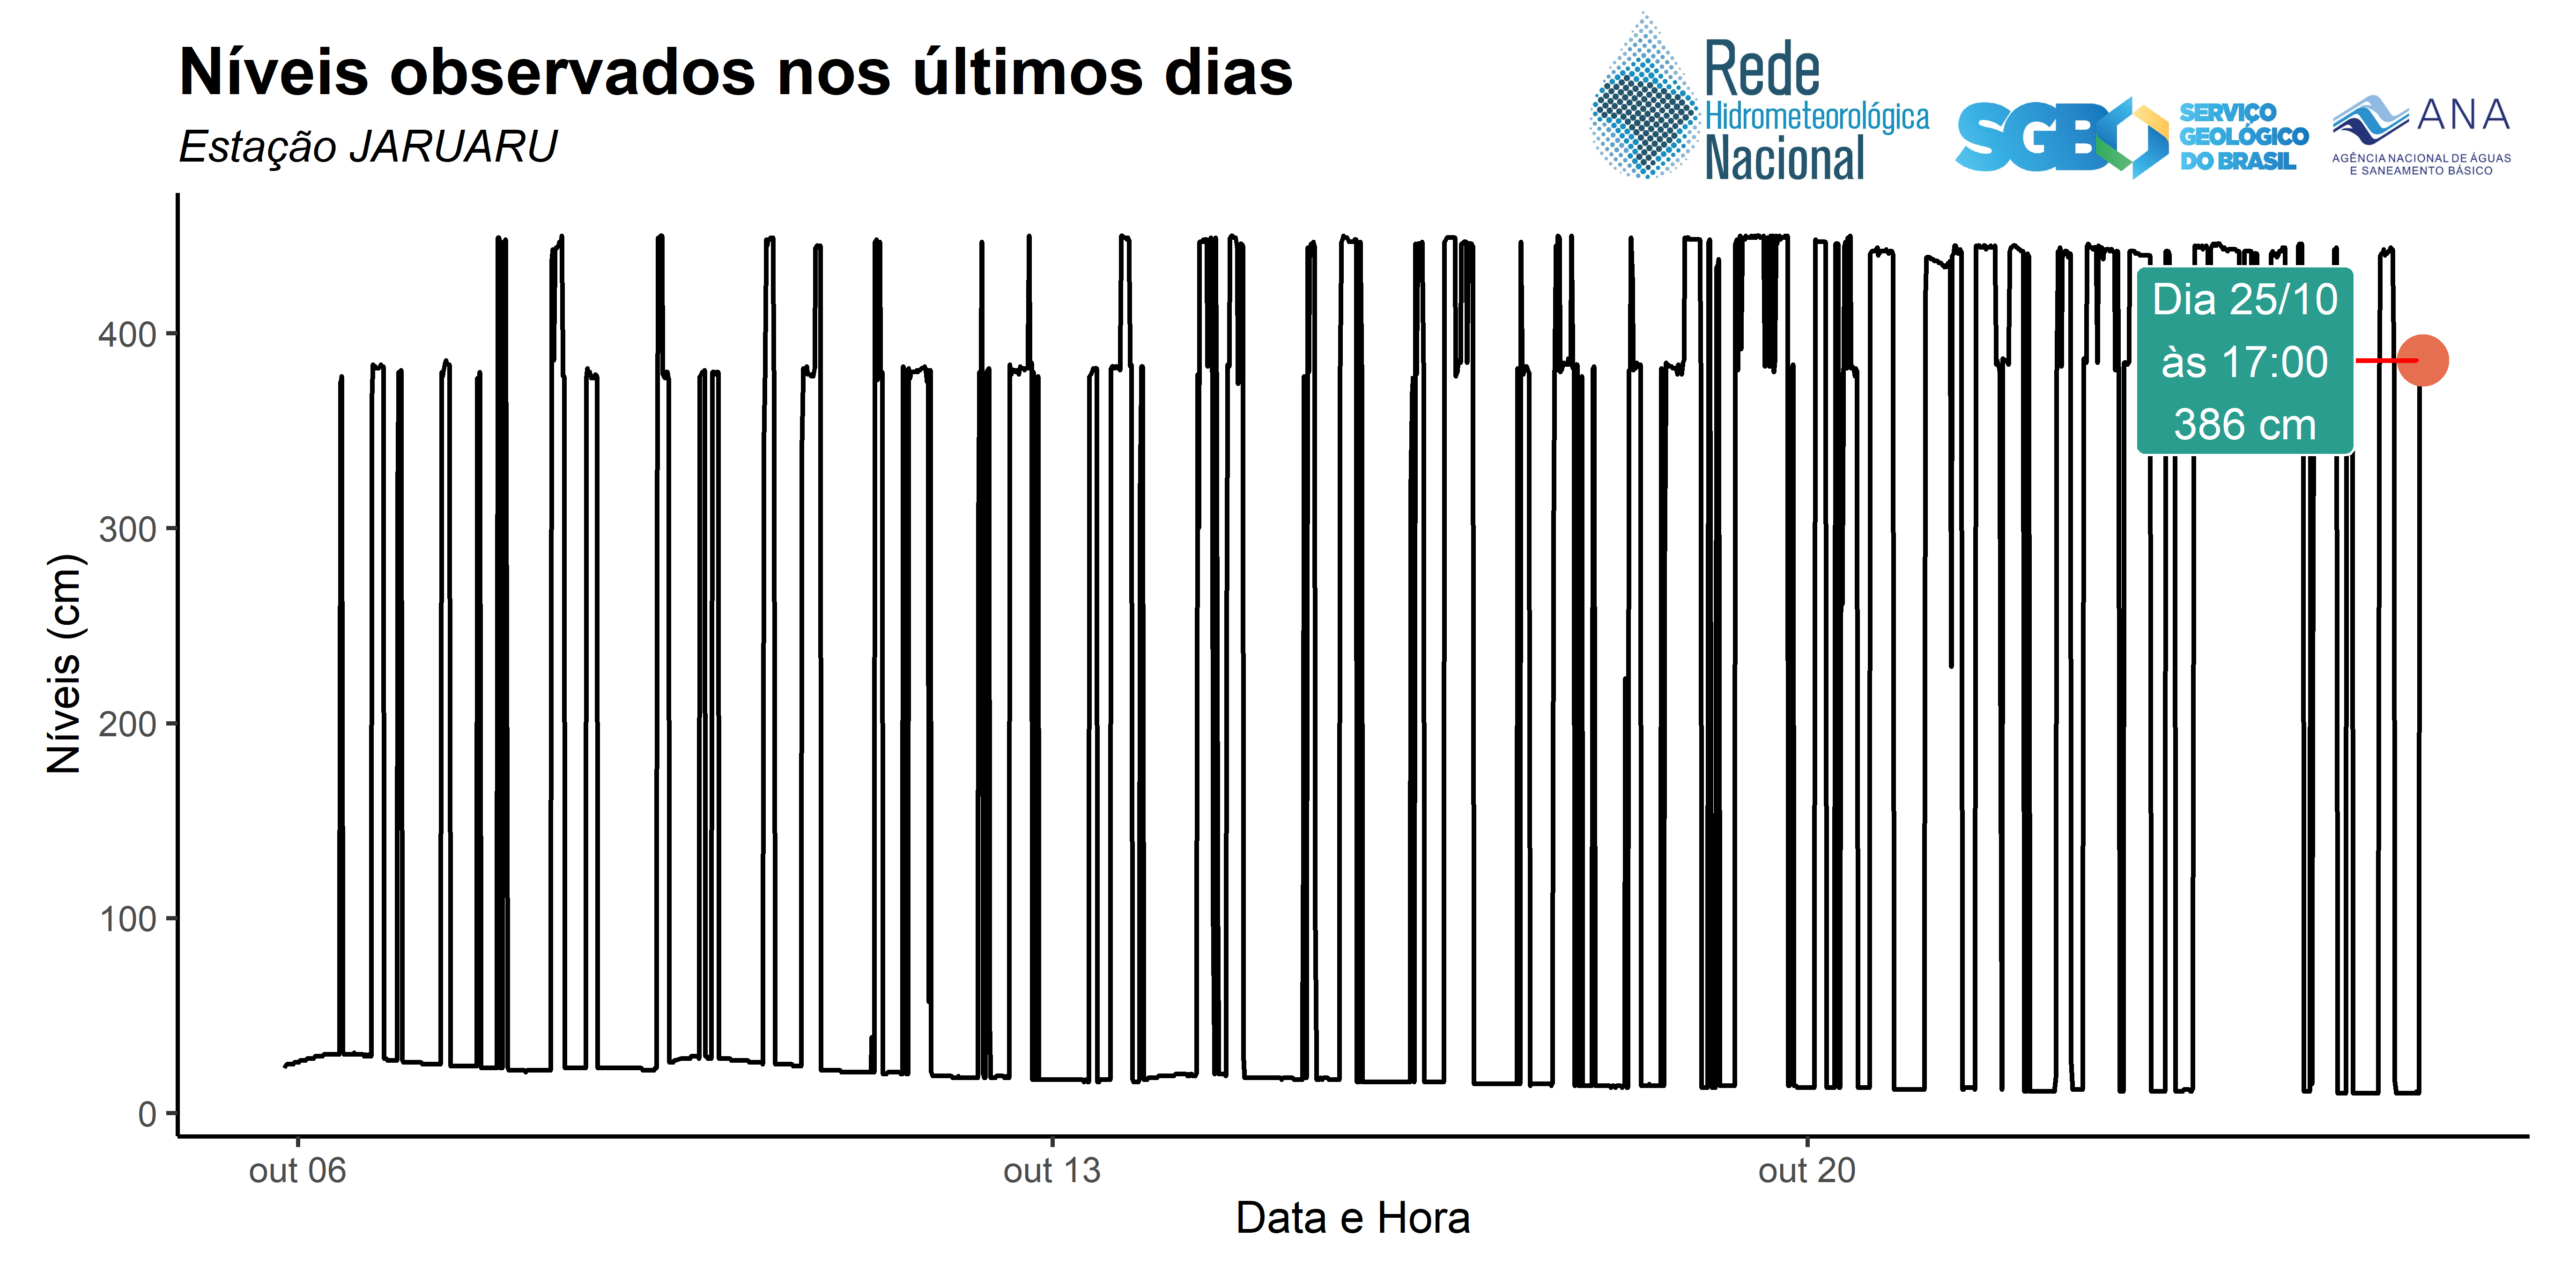 Níveis observados nos últimos dias
Estação JARUARU
Rede
Hidrometeorológica
Nacional
SGB
SERVIÇO
GEOLÓGICO
DO BRASIL
ANA
AGÊNCIA NACIONAL DE ÁGUAS
E SANEAMENTO BÁSICO
Níveis (cm)
400
300
200
100
0
Dia 25/10
às 17:00
386 cm
out 06
out 13
out 20
Data e Hora